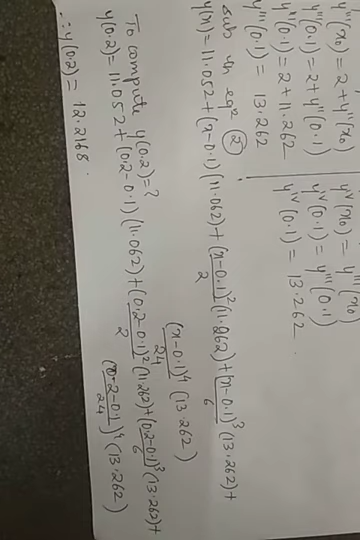 y'''(x₀) = 2 + y''(x₀)
y'''(0.1) = 2 + y''(0.1)
y'''(0.1) = 2 + 11.262
y'''(0.1) = 13.262
yⁱᵛ(x₀) = y'''(x₀)
yⁱᵛ(0.1) = y'''(0.1)
yⁱᵛ(0.1) = 13.262
sub in eqⁿ ②
y(x) = 11.052 + (x-0.1)(11.062) + (x-0.1)²/2 (11.262) + (x-0.1)³/6 (13.262) +
(x-0.1)⁴/24 (13.262)
To compute y(0.2) = ?
y(0.2) = 11.052 + (0.2-0.1)(11.062) + (0.2-0.1)²/2 (11.262) + (0.2-0.1)³/6 (13.262) +
(0.2-0.1)⁴/24 (13.262)
∴ y(0.2) = 12.2168.